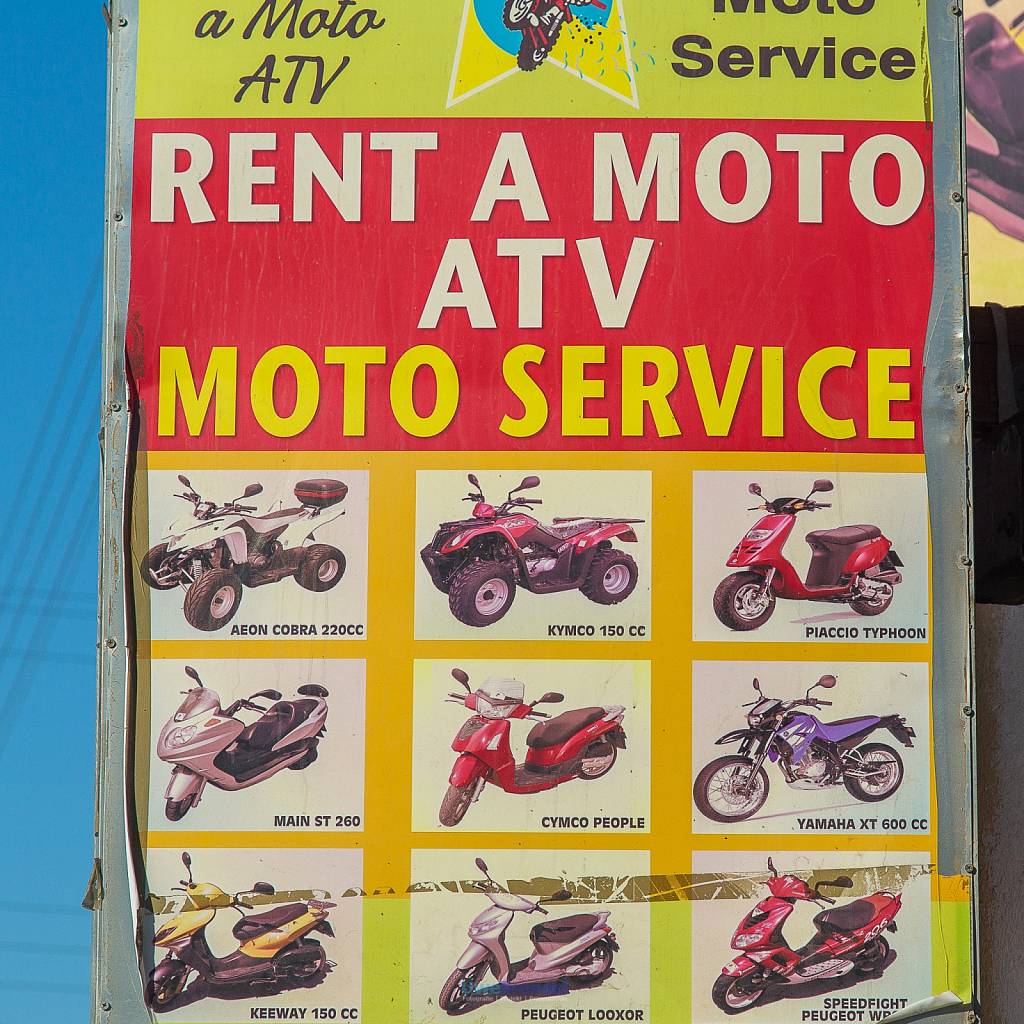 a Moto
ATV
Moto
Service
RENT A MOTO
ATV
MOTO SERVICE
AEON COBRA 220CC
KYMCO 150 CC
PIACCIO TYPHOON
MAIN ST 260
CYMCO PEOPLE
YAMAHA XT 600 CC
KEEWAY 150 CC
PEUGEOT LOOXOR
SPEEDFIGHT
PEUGEOT